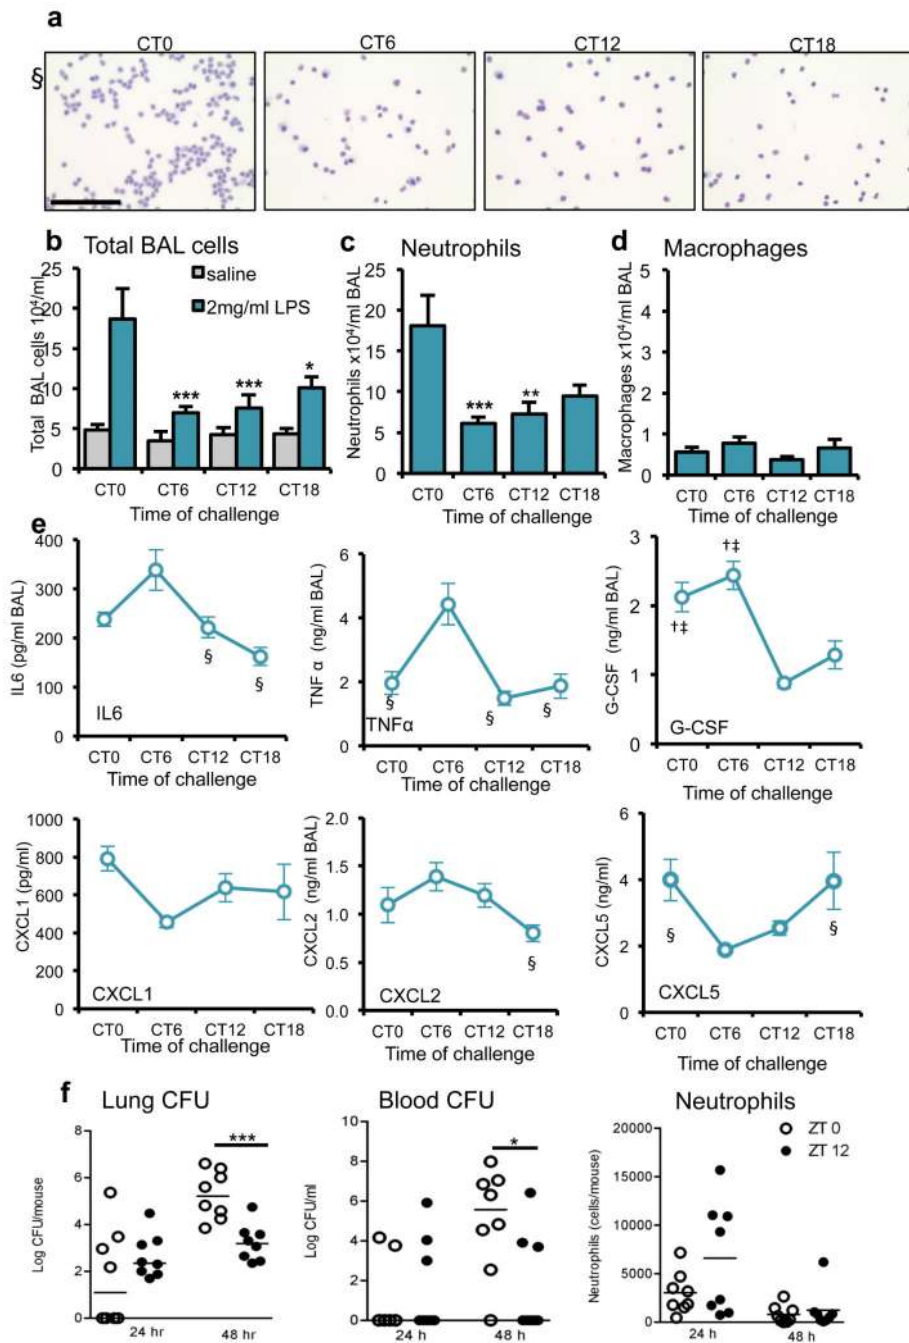 a
CT0 CT6 CT12 CT18
§
b Total BAL cells
saline
2mg/ml LPS
Total BAL cells 10⁴/ml
25
20
15
10
5
0
*** *** *
CT0 CT6 CT12 CT18
Time of challenge
c Neutrophils
Neutrophils x10⁴/ml BAL
25
20
15
10
5
0
*** **
CT0 CT6 CT12 CT18
Time of challenge
d Macrophages
Macrophages x10⁴/ml BAL
5
4
3
2
1
0
CT0 CT6 CT12 CT18
Time of challenge
e
IL6 (pg/ml BAL)
400
300
200
100
0
§ §
IL6
CT0 CT6 CT12 CT18
Time of challenge
TNF α (ng/ml BAL)
6
4
2
0
§ § §
TNFα
CT0 CT6 CT12 CT18
Time of challenge
G-CSF (ng/ml BAL)
3
2
1
0
†‡ †‡
G-CSF
CT0 CT6 CT12 CT18
Time of challenge
CXCL1 (pg/ml)
1000
800
600
400
200
0
CXCL1
CT0 CT6 CT12 CT18
Time of challenge
CXCL2 (ng/ml BAL)
2.0
1.5
1.0
0.5
0.0
§
CXCL2
CT0 CT6 CT12 CT18
Time of challenge
CXCL5 (ng/ml)
6
4
2
0
§ §
CXCL5
CT0 CT6 CT12 CT18
Time of challenge
f Lung CFU
Log CFU/mouse
8
6
4
2
0
***
24 hr 48 hr
Blood CFU
Log CFU/ml
10
8
6
4
2
0
*
24 h 48 h
Neutrophils
ZT 0
ZT 12
Neutrophils (cells/mouse)
20000
15000
10000
5000
0
24 h 48 h